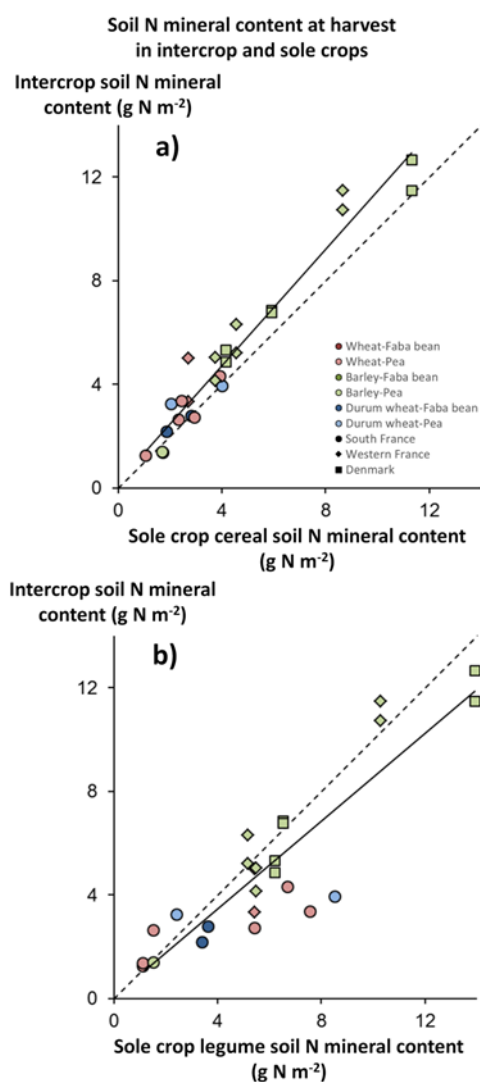 Soil N mineral content at harvest
in intercrop and sole crops
Intercrop soil N mineral
content (g N m-2)
a)
12
8
4
0
0
4
8
12
Wheat-Faba bean
Wheat-Pea
Barley-Faba bean
Barley-Pea
Durum wheat-Faba bean
Durum wheat-Pea
South France
Western France
Denmark
Sole crop cereal soil N mineral content
(g N m-2)
Intercrop soil N mineral
content (g N m-2)
b)
12
8
4
0
0
4
8
12
Sole crop legume soil N mineral content
(g N m-2)